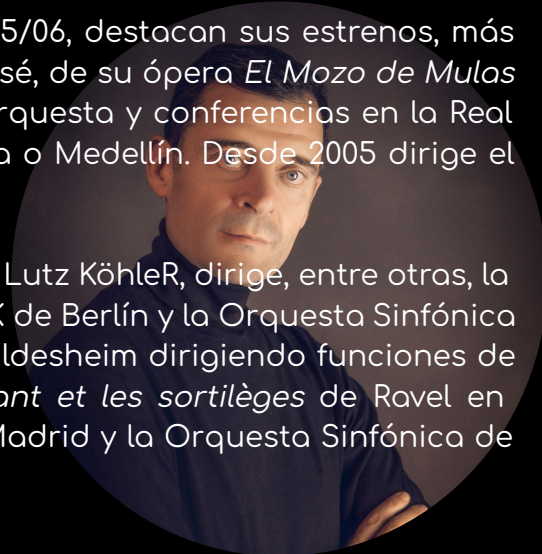 5/06, destacan sus estrenos, más
sé, de su ópera El Mozo de Mulas
rquesta y conferencias en la Real
a o Medellín. Desde 2005 dirige el
Lutz KöhleR, dirige, entre otras, la
K de Berlín y la Orquesta Sinfónica
ldesheim dirigiendo funciones de
ant et les sortilèges de Ravel en
Madrid y la Orquesta Sinfónica de